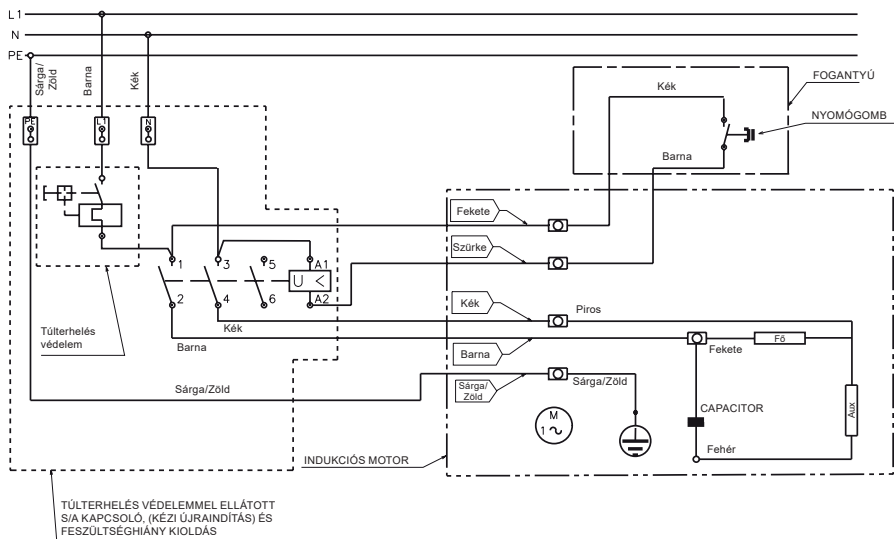 L1
N
PE
Sárga/
Zöld
Barna
Kék
PE
L1
N
Kék
FOGANTYÚ
NYOMÓGOMB
Barna
Fekete
Szürke
1
3
5
A1
U <
2
4
6
A2
Kék
Piros
Túlterhelés
védelem
Kék
Barna
Barna
Fekete
Fő
Sárga/Zöld
Sárga/
Zöld
Sárga/Zöld
CAPACITOR
Aux
M
1 ~
Fehér
INDUKCIÓS MOTOR
TÚLTERHELÉS VÉDELEMMEL ELLÁTOTT
S/A KAPCSOLÓ, (KÉZI ÚJRAINDÍTÁS) ÉS
FESZÜLTSÉGHIÁNY KIOLDÁS